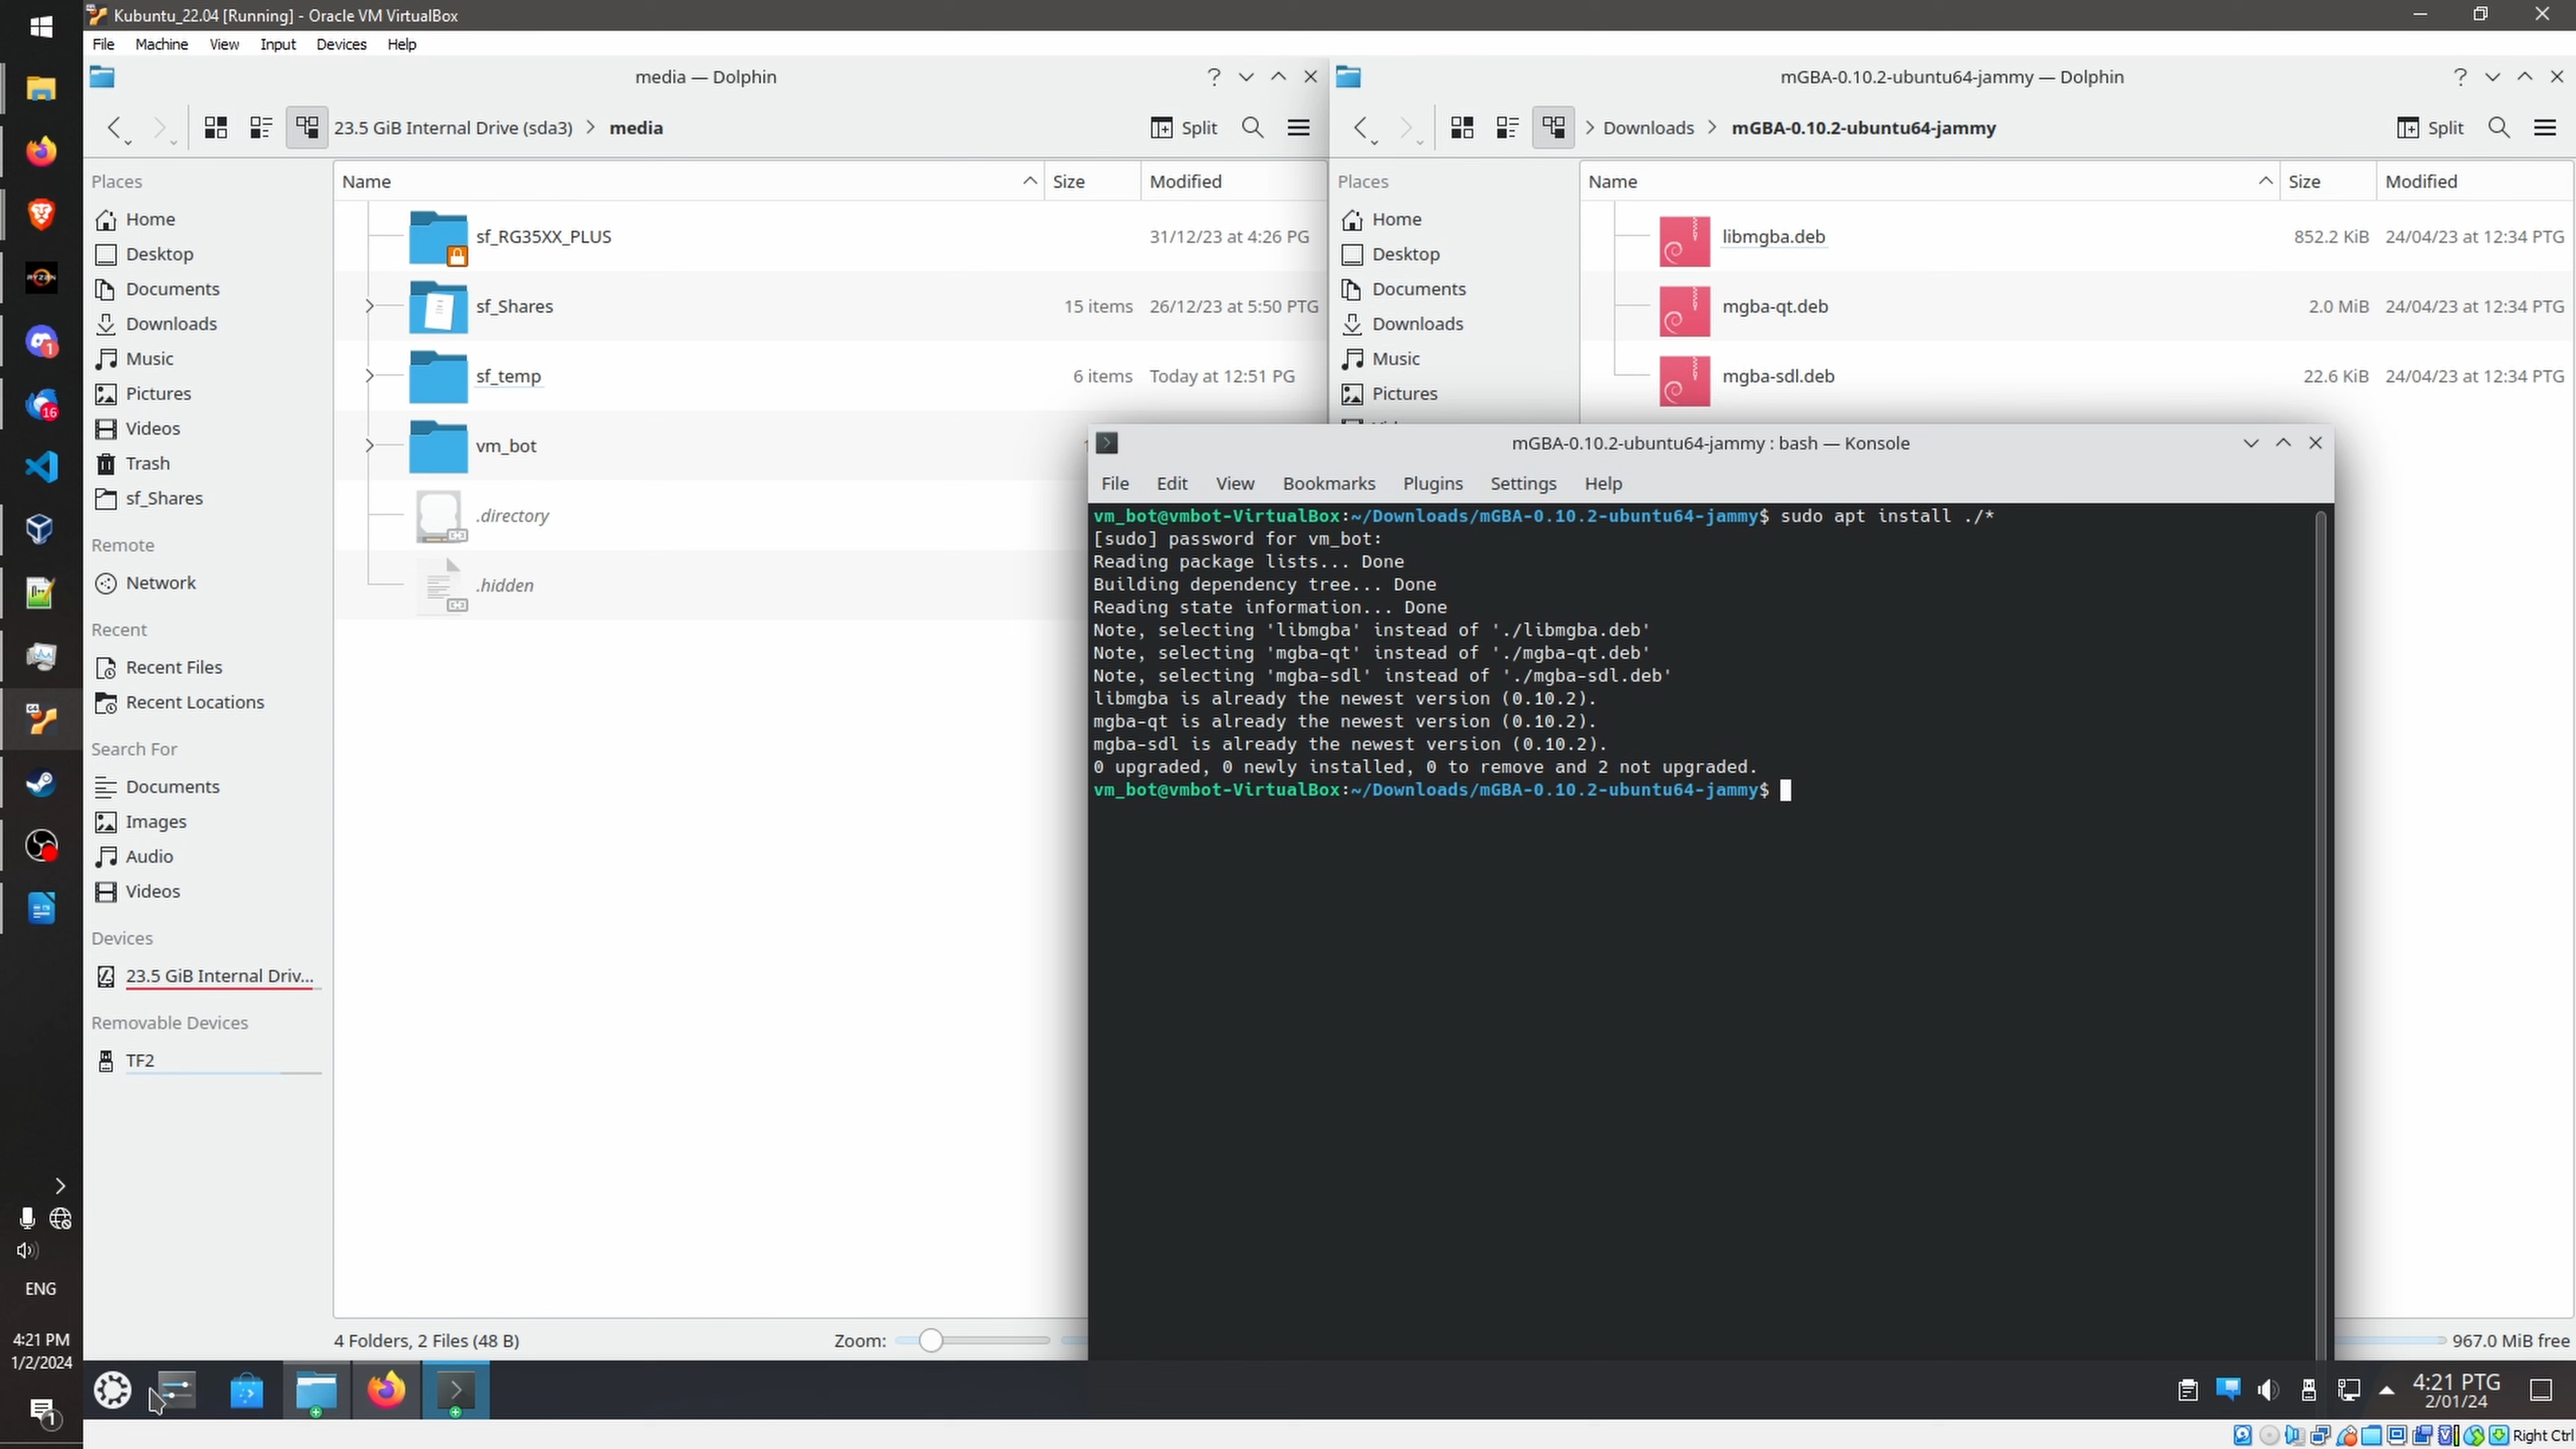 Kubuntu_22.04 [Running] - Oracle VM VirtualBox
File Machine View Input Devices Help
media — Dolphin
23.5 GiB Internal Drive (sda3) media
Split
Places
Home
Desktop
Documents
Downloads
Music
Pictures
Videos
Trash
sf_Shares
Remote
Network
Recent
Recent Files
Recent Locations
Search For
Documents
Images
Audio
Videos
Devices
23.5 GiB Internal Driv...
Removable Devices
TF2
Name Size Modified
sf_RG35XX_PLUS 31/12/23 at 4:26 PG
sf_Shares 15 items 26/12/23 at 5:50 PTG
sf_temp 6 items Today at 12:51 PG
vm_bot
.directory
.hidden
4 Folders, 2 Files (48 B)
Zoom:
mGBA-0.10.2-ubuntu64-jammy — Dolphin
Downloads mGBA-0.10.2-ubuntu64-jammy
Split
Places
Home
Desktop
Documents
Downloads
Music
Pictures
Name Size Modified
libmgba.deb 852.2 KiB 24/04/23 at 12:34 PTG
mgba-qt.deb 2.0 MiB 24/04/23 at 12:34 PTG
mgba-sdl.deb 22.6 KiB 24/04/23 at 12:34 PTG
967.0 MiB free
mGBA-0.10.2-ubuntu64-jammy : bash — Konsole
File Edit View Bookmarks Plugins Settings Help
vm_bot@vmbot-VirtualBox:~/Downloads/mGBA-0.10.2-ubuntu64-jammy$ sudo apt install ./*
[sudo] password for vm_bot:
Reading package lists... Done
Building dependency tree... Done
Reading state information... Done
Note, selecting 'libmgba' instead of './libmgba.deb'
Note, selecting 'mgba-qt' instead of './mgba-qt.deb'
Note, selecting 'mgba-sdl' instead of './mgba-sdl.deb'
libmgba is already the newest version (0.10.2).
mgba-qt is already the newest version (0.10.2).
mgba-sdl is already the newest version (0.10.2).
0 upgraded, 0 newly installed, 0 to remove and 2 not upgraded.
vm_bot@vmbot-VirtualBox:~/Downloads/mGBA-0.10.2-ubuntu64-jammy$
RYZEN
1
16
64
ENG
4:21 PM
1/2/2024
1
4:21 PTG
2/01/24
Right Ctrl